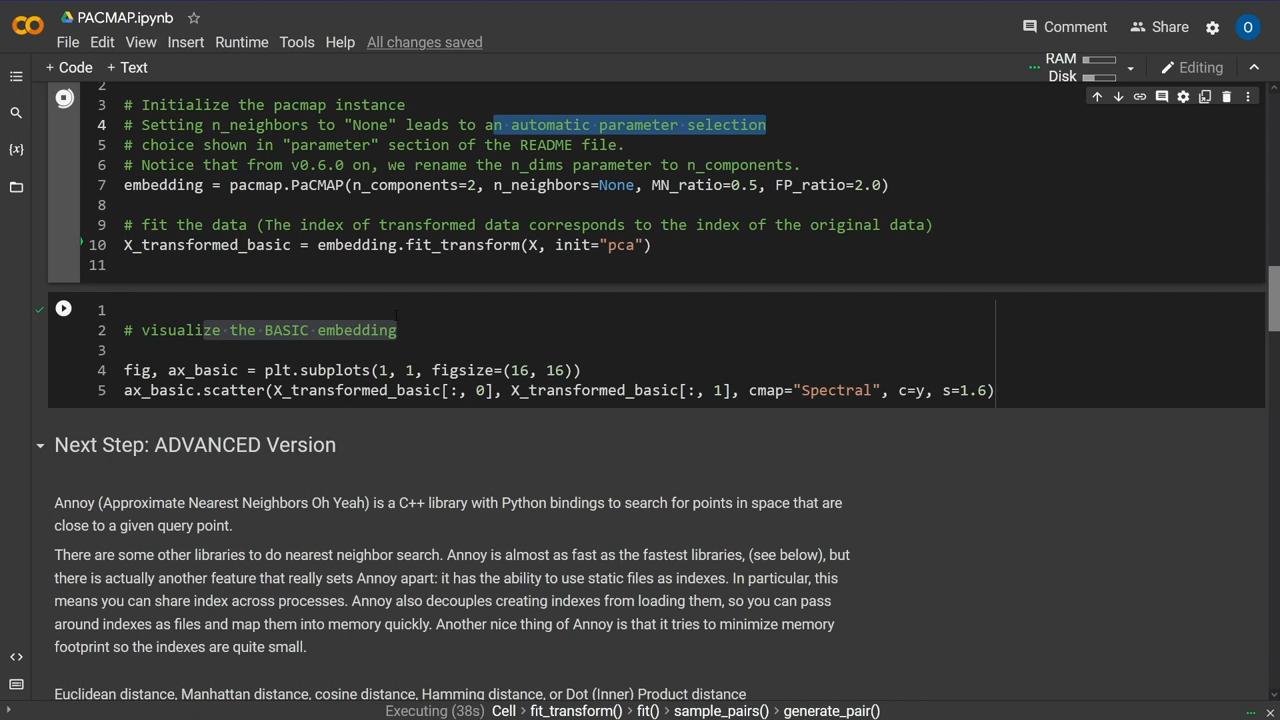 PACMAP.ipynb
Comment
Share
O
File Edit View Insert Runtime Tools Help All changes saved
+ Code + Text
RAM
Disk
Editing
2
3 # Initialize the pacmap instance
4 # Setting n_neighbors to "None" leads to an automatic parameter selection
5 # choice shown in "parameter" section of the README file.
6 # Notice that from v0.6.0 on, we rename the n_dims parameter to n_components.
7 embedding = pacmap.PaCMAP(n_components=2, n_neighbors=None, MN_ratio=0.5, FP_ratio=2.0)
8
9 # fit the data (The index of transformed data corresponds to the index of the original data)
10 X_transformed_basic = embedding.fit_transform(X, init="pca")
11
1
2 # visualize the BASIC embedding
3
4 fig, ax_basic = plt.subplots(1, 1, figsize=(16, 16))
5 ax_basic.scatter(X_transformed_basic[:, 0], X_transformed_basic[:, 1], cmap="Spectral", c=y, s=1.6)
Next Step: ADVANCED Version
Annoy (Approximate Nearest Neighbors Oh Yeah) is a C++ library with Python bindings to search for points in space that are
close to a given query point.
There are some other libraries to do nearest neighbor search. Annoy is almost as fast as the fastest libraries, (see below), but
there is actually another feature that really sets Annoy apart: it has the ability to use static files as indexes. In particular, this
means you can share index across processes. Annoy also decouples creating indexes from loading them, so you can pass
around indexes as files and map them into memory quickly. Another nice thing of Annoy is that it tries to minimize memory
footprint so the indexes are quite small.
Euclidean distance, Manhattan distance, cosine distance, Hamming distance, or Dot (Inner) Product distance
Executing (38s) Cell > fit_transform() > fit() > sample_pairs() > generate_pair()